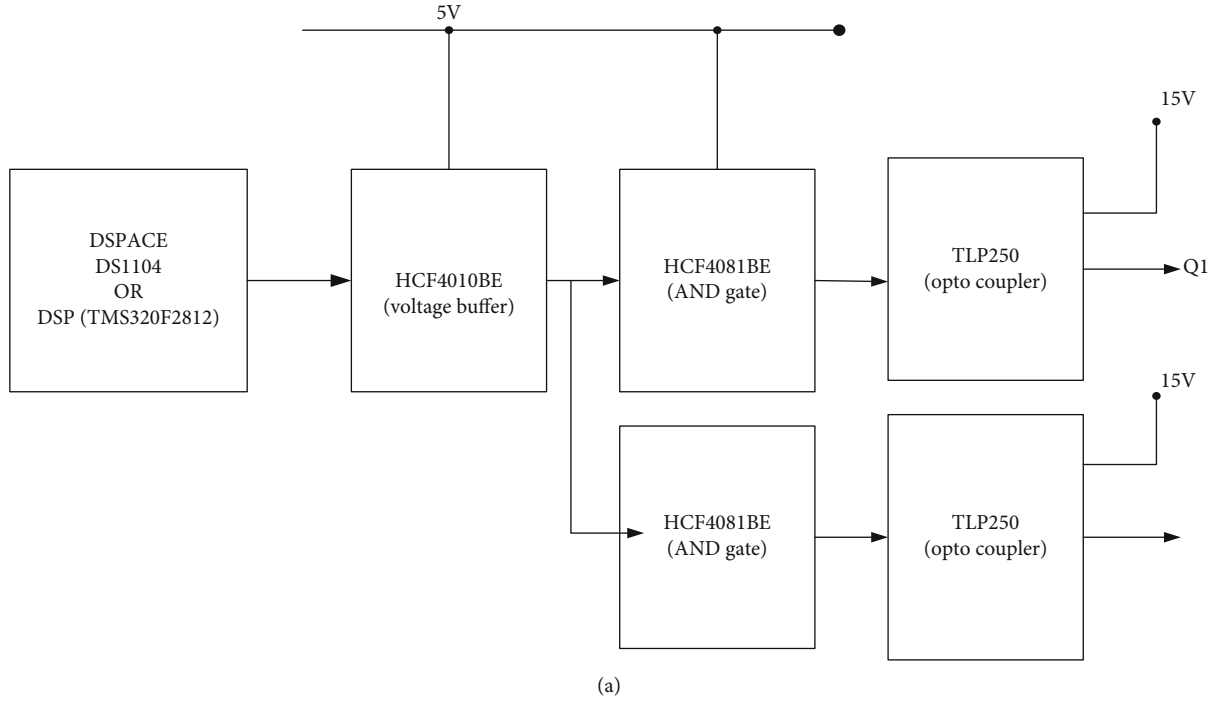 5V
15V
DSPACE
DS1104
OR
DSP (TMS320F2812)
HCF4010BE
(voltage buffer)
HCF4081BE
(AND gate)
TLP250
(opto coupler)
Q1
15V
HCF4081BE
(AND gate)
TLP250
(opto coupler)
(a)